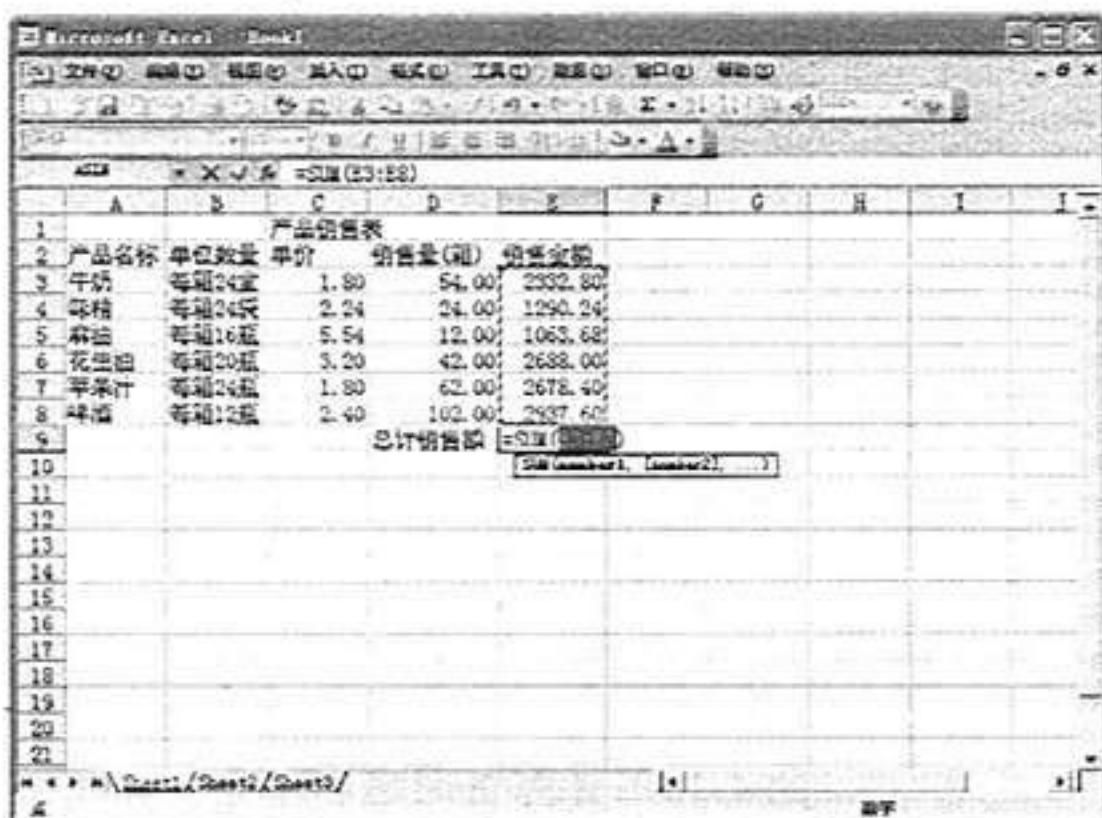 Microsoft Excel - Book1
文件(F) 编辑(E) 视图(V) 插入(I) 格式(O) 工具(T) 数据(D) 窗口(W) 帮助(H)
=SUM(E3:E8)
A B C D E F G H I
1 产品销售表
2 产品名称 单位数量 单价 销售量(箱) 销售金额
3 牛奶 每箱24盒 1.80 54.00 2332.80
4 每箱24袋 2.24 24.00 1290.24
5 麻油 每箱16瓶 5.54 12.00 1063.68
6 花生油 每箱20瓶 3.20 42.00 2688.00
7 苹果汁 每箱24瓶 1.80 62.00 2678.40
8 啤酒 每箱12瓶 2.40 102.00 2937.60
9 总计销售额 =SUM(
10 SUM(number1, [number2], ...)
11
12
13
14
15
16
17
18
19
20
21
Sheet1/Sheet2/Sheet3/
点 数字